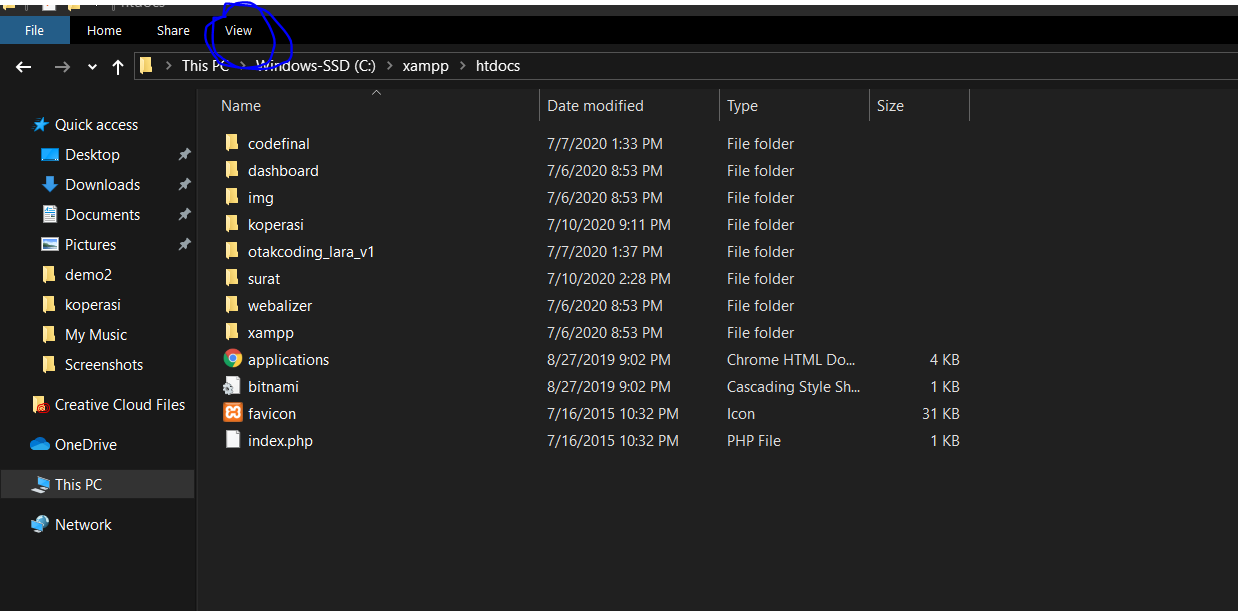 htdocs
File Home Share View
This PC Windows-SSD (C:) xampp htdocs
Name Date modified Type Size
Quick access
Desktop
Downloads
Documents
Pictures
demo2
koperasi
My Music
Screenshots
Creative Cloud Files
OneDrive
This PC
Network
codefinal 7/7/2020 1:33 PM File folder
dashboard 7/6/2020 8:53 PM File folder
img 7/6/2020 8:53 PM File folder
koperasi 7/10/2020 9:11 PM File folder
otakcoding_lara_v1 7/7/2020 1:37 PM File folder
surat 7/10/2020 2:28 PM File folder
webalizer 7/6/2020 8:53 PM File folder
xampp 7/6/2020 8:53 PM File folder
applications 8/27/2019 9:02 PM Chrome HTML Do... 4 KB
bitnami 8/27/2019 9:02 PM Cascading Style Sh... 1 KB
favicon 7/16/2015 10:32 PM Icon 31 KB
index.php 7/16/2015 10:32 PM PHP File 1 KB